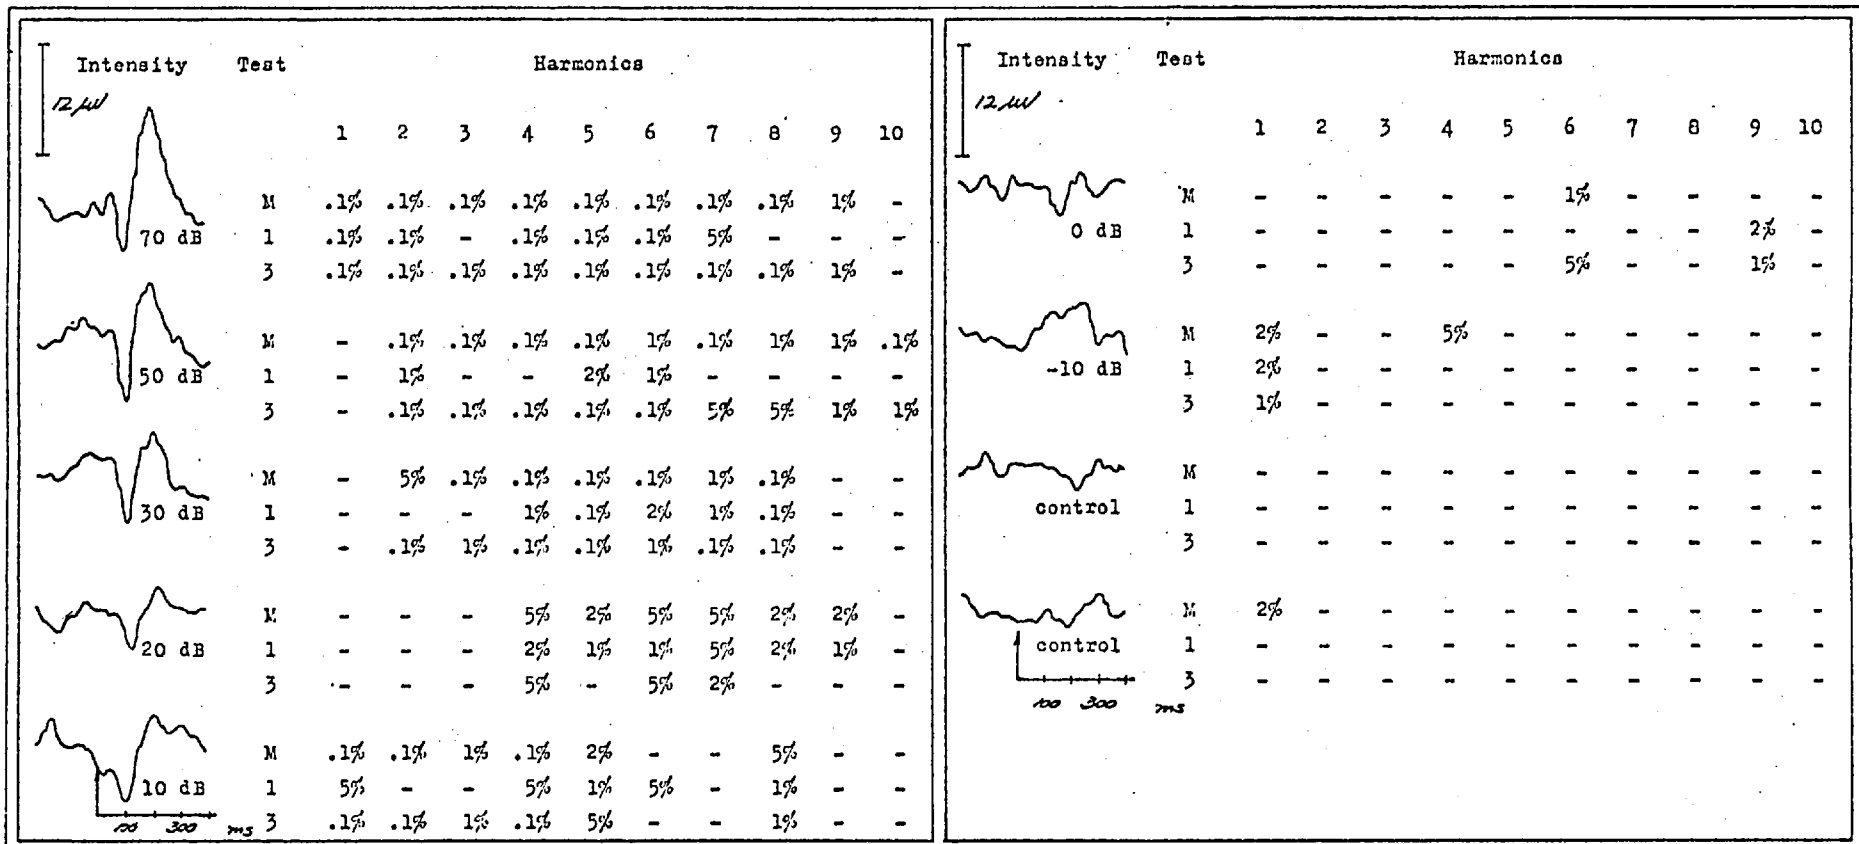 Intensity Test Harmonics
12 µV
1 2 3 4 5 6 7 8 9 10
M .1% .1% .1% .1% .1% .1% .1% .1% 1% -
70 dB 1 .1% .1% - .1% .1% .1% 5% - - -
3 .1% .1% .1% .1% .1% .1% .1% .1% 1% -
M - .1% .1% .1% .1% 1% .1% 1% 1% .1%
50 dB 1 - 1% - - 2% 1% - - - -
3 - .1% .1% .1% .1% .1% 5% 5% 1% 1%
M - 5% .1% .1% .1% .1% 1% .1% - -
30 dB 1 - - - 1% .1% 2% 1% .1% - -
3 - .1% 1% .1% .1% 1% .1% .1% - -
M - - - 5% 2% 5% 5% 2% 2% -
20 dB 1 - - - 2% 1% 1% 5% 2% 1% -
3 - - - 5% - 5% 2% - - -
M .1% .1% 1% .1% 2% - - 5% - -
10 dB 1 5% - - 5% 1% 5% - 1% - -
100 300 ms 3 .1% .1% 1% .1% 5% - - 1% - -
Intensity Test Harmonics
12 µV
1 2 3 4 5 6 7 8 9 10
M - - - - - 1% - - - -
0 dB 1 - - - - - - - - 2% -
3 - - - - - 5% - - 1% -
M 2% - - 5% - - - - - -
-10 dB 1 2% - - - - - - - - -
3 1% - - - - - - - - -
M - - - - - - - - - -
control 1 - - - - - - - - - -
3 - - - - - - - - - -
M 2% - - - - - - - - -
control 1 - - - - - - - - - -
3 - - - - - - - - - -
100 300 ms